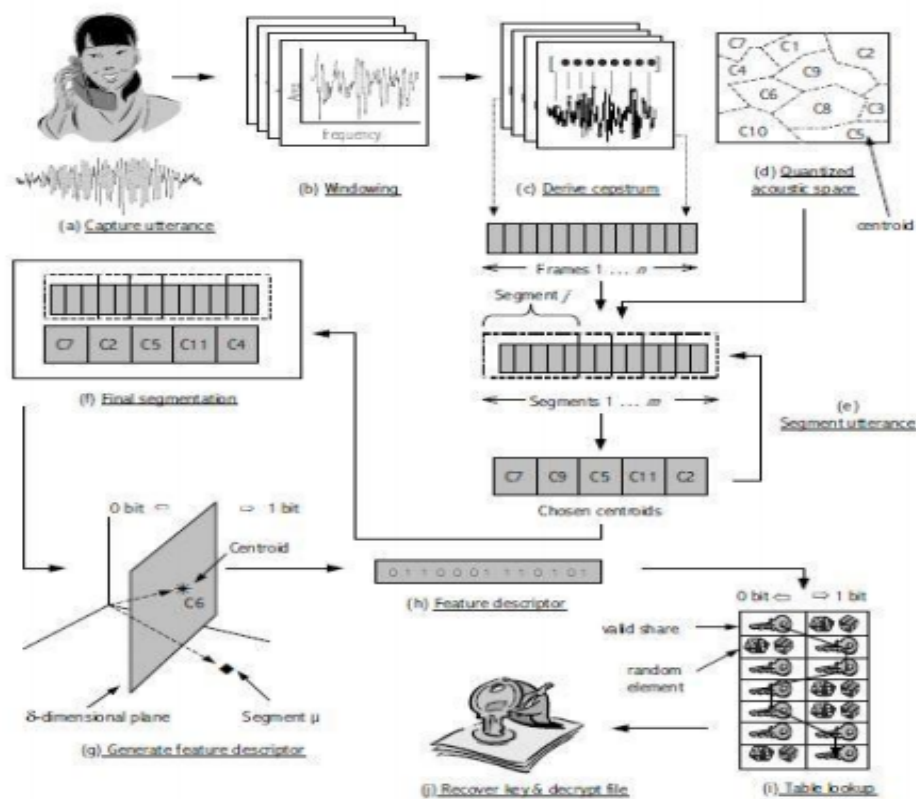 Frequency
(a) Capture utterance
(b) Windowing
(c) Derive cepstrum
C7
C1
C2
C4
C9
C6
C8
C3
C10
C5
(d) Quantized
acoustic space
centroid
Frames 1 ... n
Segment j
Segments 1 ... m
(e)
Segment utterance
C7 C9 C5 C11 C2
Chosen centroids
C7 C2 C5 C11 C4
(f) Final segmentation
0 bit ⇦ ⇨ 1 bit
Centroid
C6
δ-dimensional plane
Segment μ
(g) Generate feature descriptor
0 1 1 0 0 0 1 1 1 0 1 0 1
(h) Feature descriptor
0 bit ⇦ ⇨ 1 bit
valid share
random
element
(i) Table lookup
(j) Recover key & decrypt file